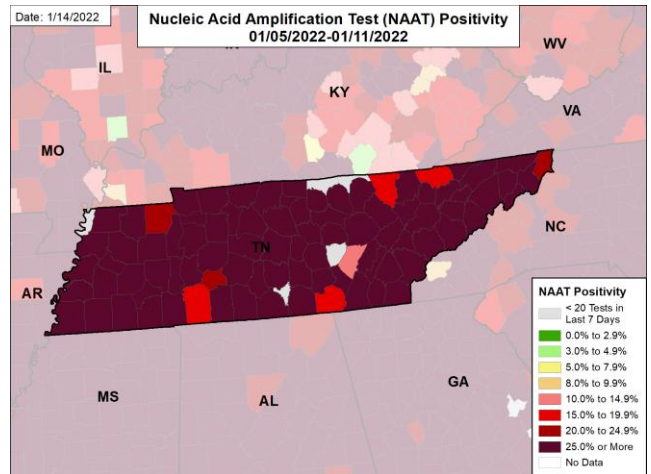 Date: 1/14/2022
Nucleic Acid Amplification Test (NAAT) Positivity
01/05/2022-01/11/2022
IL
WV
KY
VA
MO
TN
NC
AR
MS
AL
GA
NAAT Positivity
< 20 Tests in
Last 7 Days
0.0% to 2.9%
3.0% to 4.9%
5.0% to 7.9%
8.0% to 9.9%
10.0% to 14.9%
15.0% to 19.9%
20.0% to 24.9%
25.0% or More
No Data